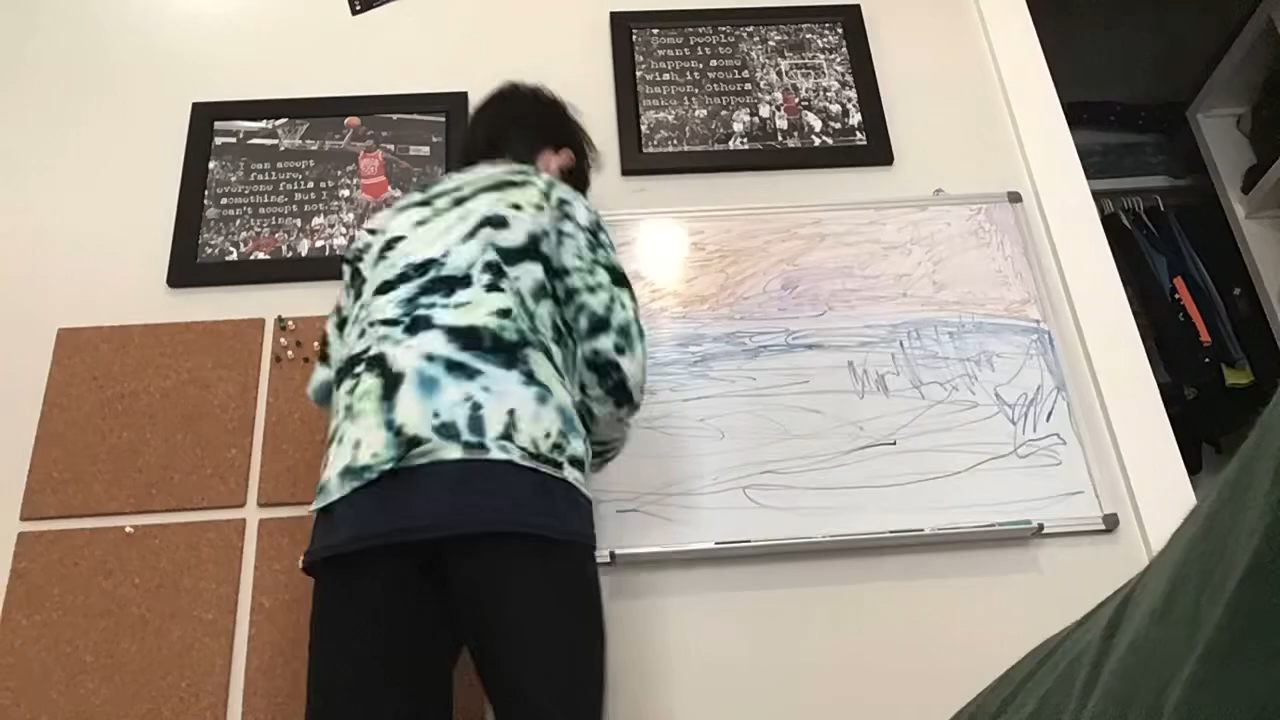 I can accept
failure,
everyone fails at
something. But I
can't accept not
trying.
Some people
want it to
happen, some
wish it would
happen, others
make it happen.